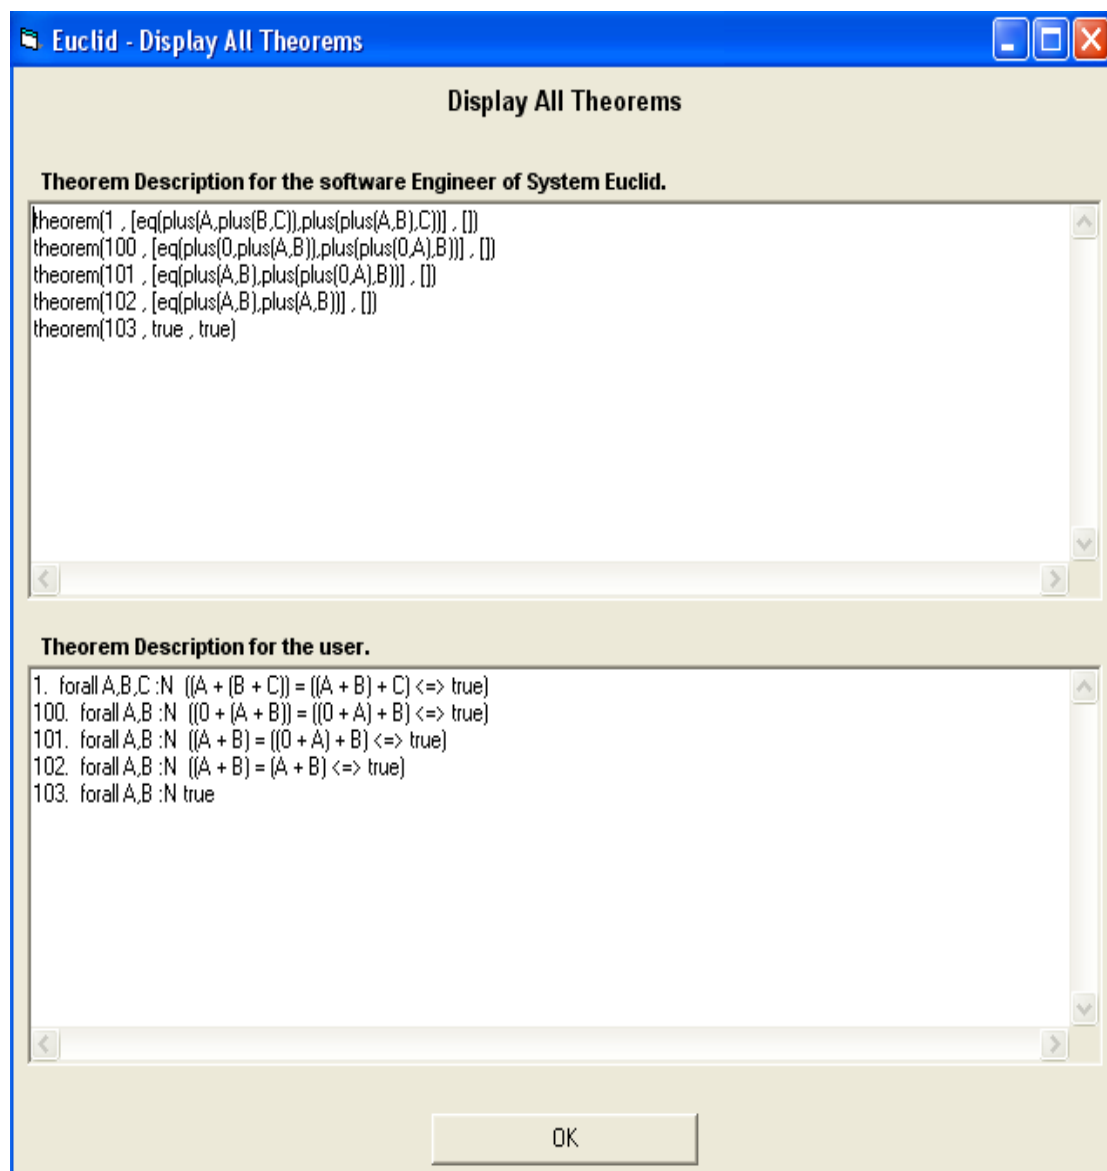 Euclid - Display All Theorems
Display All Theorems
Theorem Description for the software Engineer of System Euclid.
theorem(1 , [eq(plus(A,plus(B,C)),plus(plus(A,B),C))] , [])
theorem(100 , [eq(plus(0,plus(A,B)),plus(plus(0,A),B))] , [])
theorem(101 , [eq(plus(A,B),plus(plus(0,A),B))] , [])
theorem(102 , [eq(plus(A,B),plus(A,B))] , [])
theorem(103 , true , true)
Theorem Description for the user.
1.  forall A,B,C :N  ((A + (B + C)) = ((A + B) + C) <=> true)
100.  forall A,B :N  ((0 + (A + B)) = ((0 + A) + B) <=> true)
101.  forall A,B :N  ((A + B) = ((0 + A) + B) <=> true)
102.  forall A,B :N  ((A + B) = (A + B) <=> true)
103.  forall A,B :N true
OK